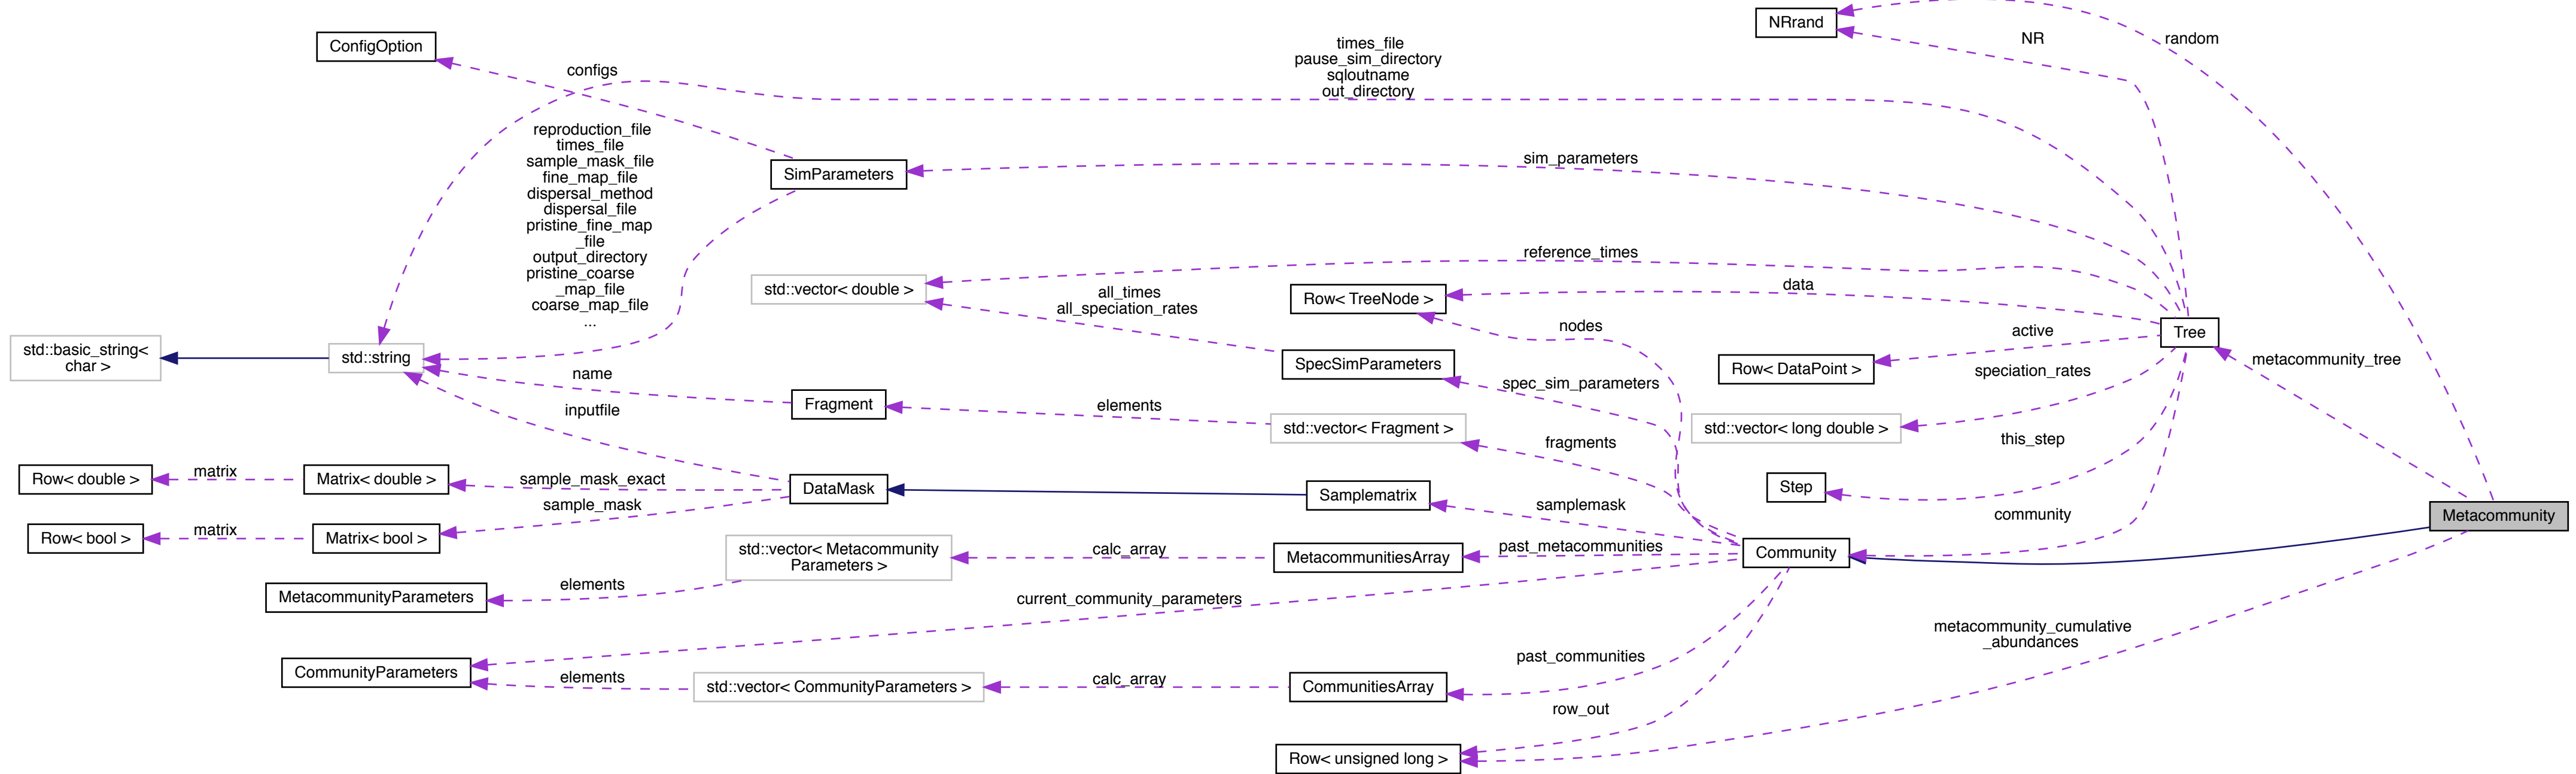 NRrand
random
NR
ConfigOption
configs
times_file
pause_sim_directory
sqloutname
out_directory
reproduction_file
times_file
sample_mask_file
fine_map_file
dispersal_method
dispersal_file
pristine_fine_map
_file
output_directory
pristine_coarse
_map_file
coarse_map_file
...
SimParameters
sim_parameters
reference_times
std::vector< double >
all_times
all_speciation_rates
Row< TreeNode >
data
nodes
Tree
active
metacommunity_tree
std::basic_string<
char >
std::string
name
SpecSimParameters
spec_sim_parameters
Row< DataPoint >
speciation_rates
inputfile
Fragment
elements
std::vector< Fragment >
fragments
std::vector< long double >
this_step
Row< double >
matrix
Matrix< double >
sample_mask_exact
DataMask
Samplematrix
samplemask
Step
community
Metacommunity
Row< bool >
matrix
Matrix< bool >
sample_mask
std::vector< Metacommunity
Parameters >
calc_array
MetacommunitiesArray
past_metacommunities
Community
MetacommunityParameters
elements
current_community_parameters
metacommunity_cumulative
_abundances
CommunityParameters
elements
std::vector< CommunityParameters >
calc_array
CommunitiesArray
past_communities
row_out
Row< unsigned long >